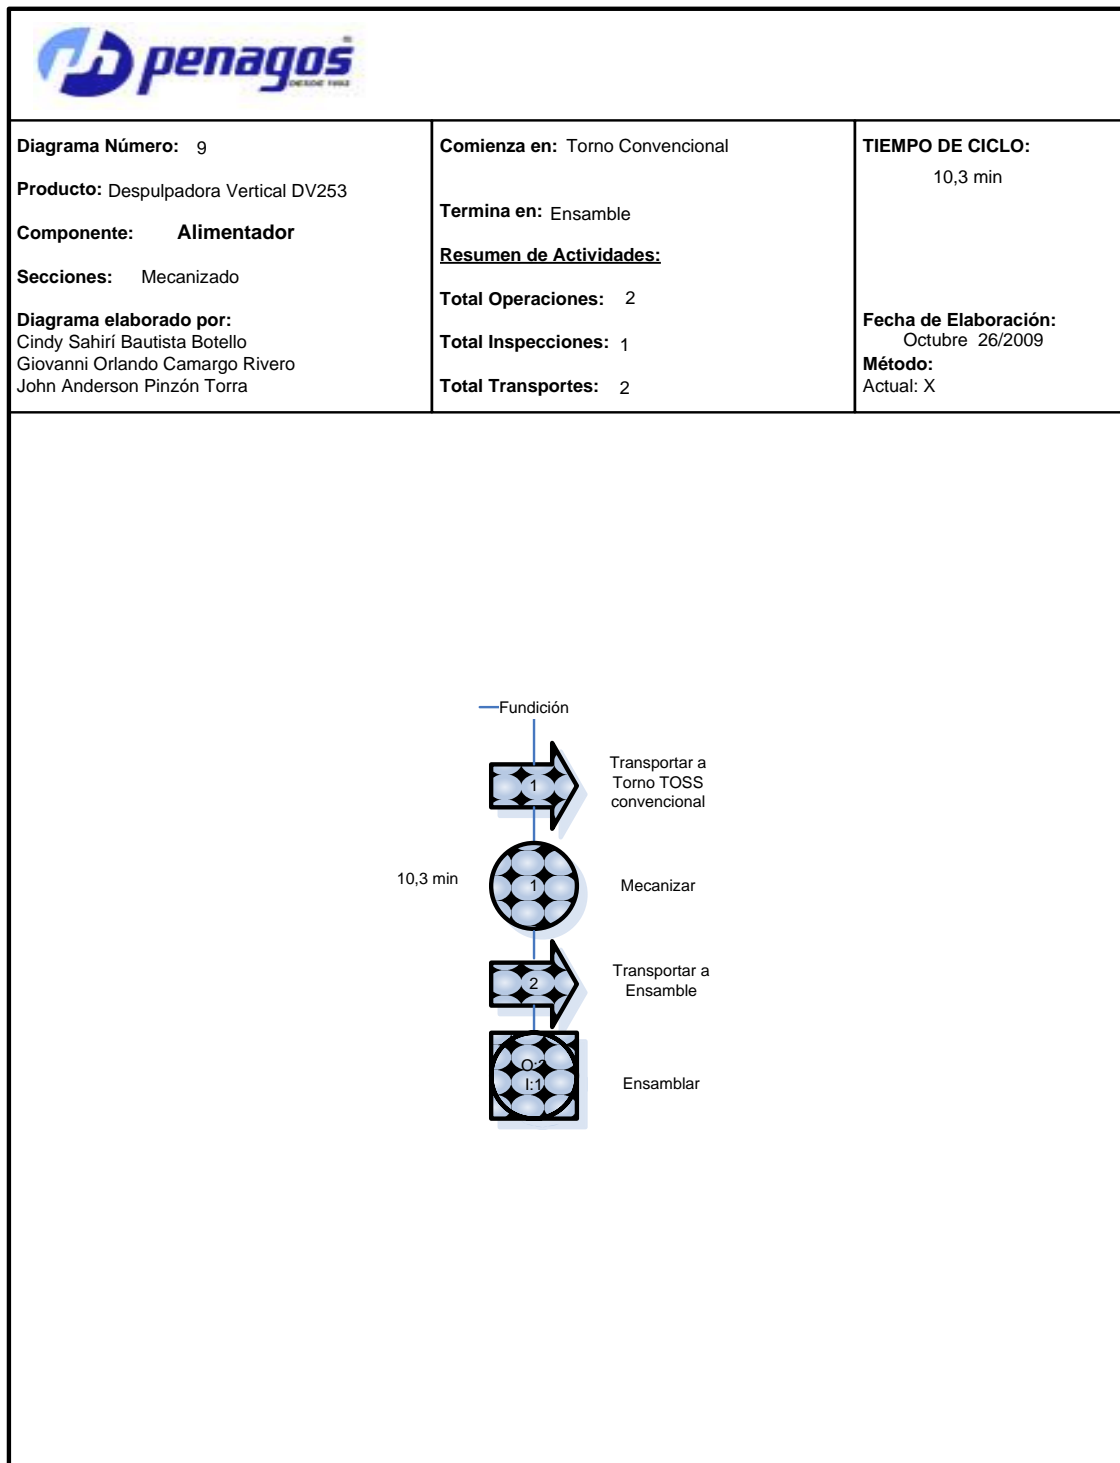 penagos
DESDE 1892
Diagrama Número: 9
Producto: Despulpadora Vertical DV253
Componente: Alimentador
Secciones: Mecanizado
Diagrama elaborado por:
Cindy Sahirí Bautista Botello
Giovanni Orlando Camargo Rivero
John Anderson Pinzón Torra
Comienza en: Torno Convencional
Termina en: Ensamble
Resumen de Actividades:
Total Operaciones: 2
Total Inspecciones: 1
Total Transportes: 2
TIEMPO DE CICLO:
10,3 min
Fecha de Elaboración:
Octubre 26/2009
Método:
Actual: X
Fundición
1
Transportar a
Torno TOSS
convencional
10,3 min
1
Mecanizar
2
Transportar a
Ensamble
O:2
I:1
Ensamblar